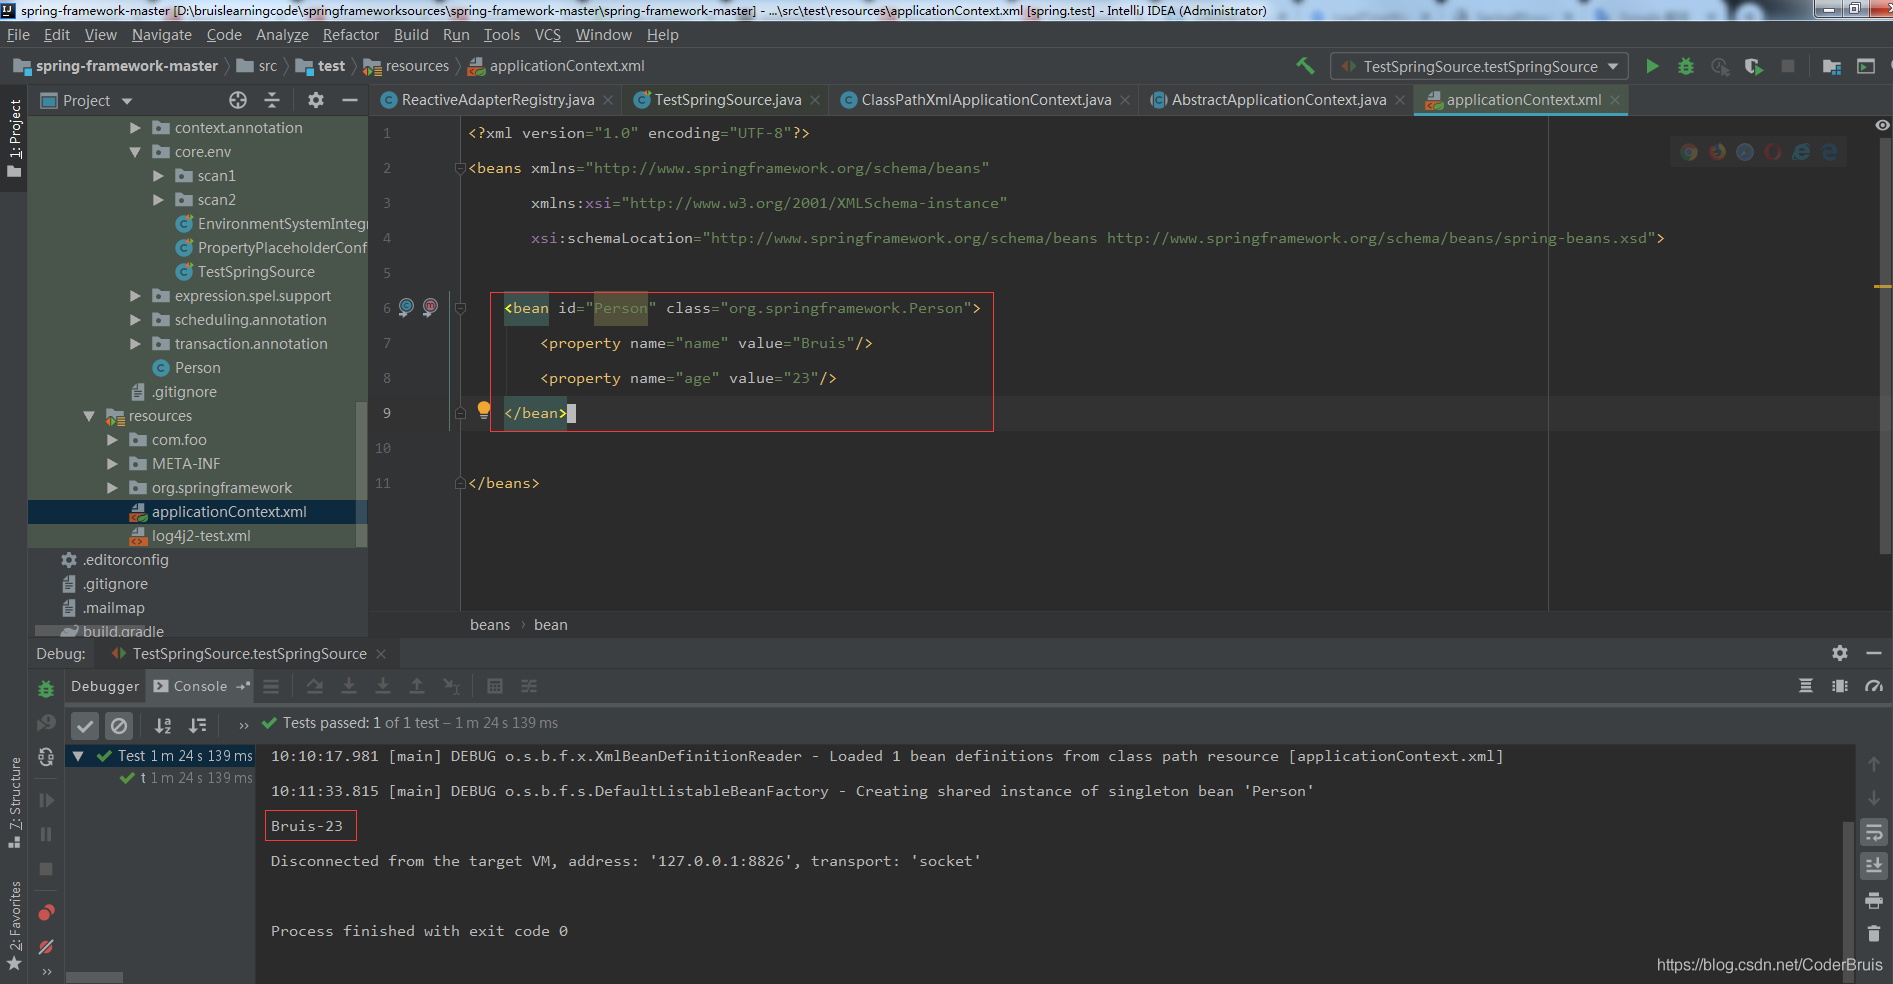 spring-framework-master [D:\bruislearningcode\springframeworksources\spring-framework-master\spring-framework-master] - ...\src\test\resources\applicationContext.xml [spring.test] - IntelliJ IDEA (Administrator)
File Edit View Navigate Code Analyze Refactor Build Run Tools VCS Window Help
spring-framework-master src test resources applicationContext.xml TestSpringSource.testSpringSource
1: Project
Project
ReactiveAdapterRegistry.java TestSpringSource.java ClassPathXmlApplicationContext.java AbstractApplicationContext.java applicationContext.xml
context.annotation
core.env
scan1
scan2
EnvironmentSystemInteg
PropertyPlaceholderConf
TestSpringSource
expression.spel.support
scheduling.annotation
transaction.annotation
Person
.gitignore
resources
com.foo
META-INF
org.springframework
applicationContext.xml
log4j2-test.xml
.editorconfig
.gitignore
.mailmap
build.gradle
1 <?xml version="1.0" encoding="UTF-8"?>
2 <beans xmlns="http://www.springframework.org/schema/beans"
3 xmlns:xsi="http://www.w3.org/2001/XMLSchema-instance"
4 xsi:schemaLocation="http://www.springframework.org/schema/beans http://www.springframework.org/schema/beans/spring-beans.xsd">
5
6 <bean id="Person" class="org.springframework.Person">
7 <property name="name" value="Bruis"/>
8 <property name="age" value="23"/>
9 </bean>
10
11 </beans>
beans › bean
Debug: TestSpringSource.testSpringSource
Debugger Console
Tests passed: 1 of 1 test – 1 m 24 s 139 ms
Test 1 m 24 s 139 ms
t 1 m 24 s 139 ms
10:10:17.981 [main] DEBUG o.s.b.f.x.XmlBeanDefinitionReader - Loaded 1 bean definitions from class path resource [applicationContext.xml]
10:11:33.815 [main] DEBUG o.s.b.f.s.DefaultListableBeanFactory - Creating shared instance of singleton bean 'Person'
Bruis-23
Disconnected from the target VM, address: '127.0.0.1:8826', transport: 'socket'
Process finished with exit code 0
7: Structure
2: Favorites
https://blog.csdn.net/CoderBruis